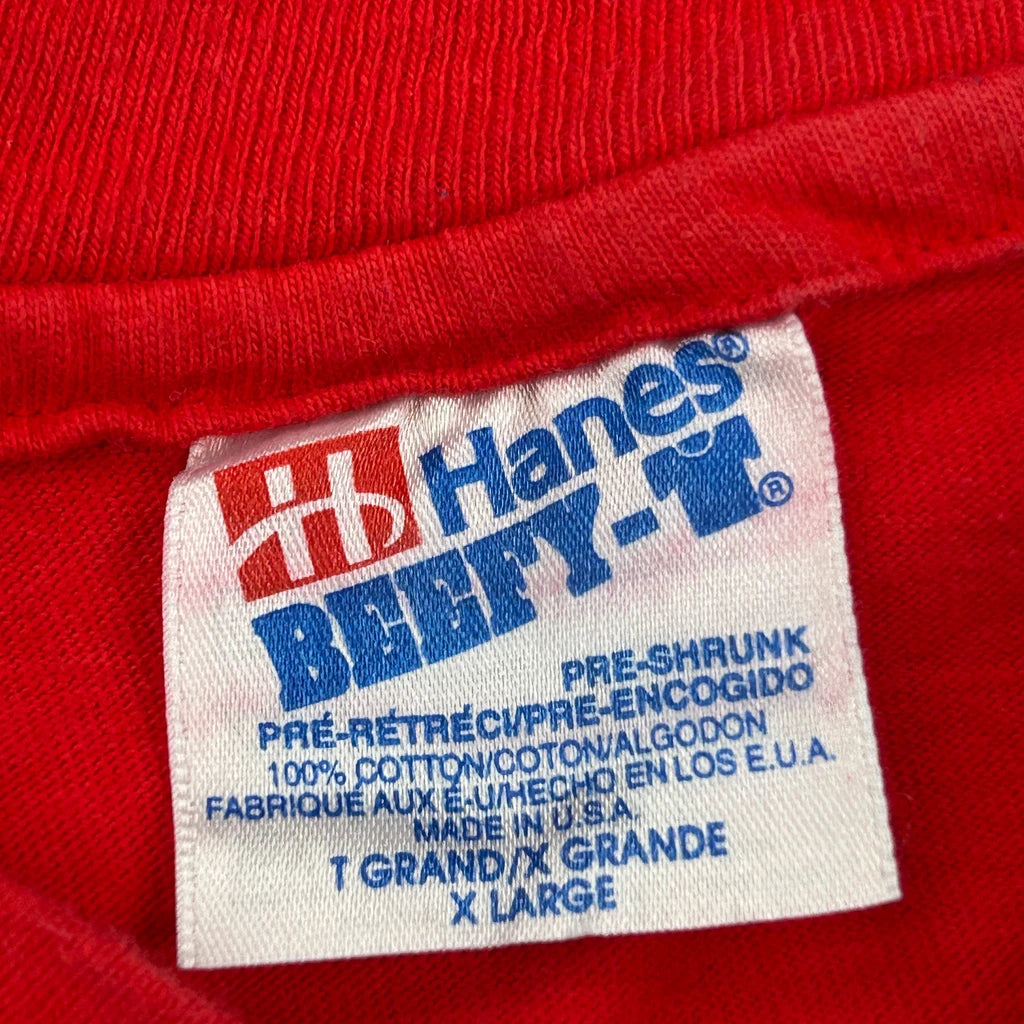 Hanes®
BEEFY-T®
PRE-SHRUNK
PRÉ-RÉTRÉCI/PRE-ENCOGIDO
100% COTTON/COTON/ALGODON
FABRIQUÉ AUX É-U/HECHO EN LOS E.U.A.
MADE IN U.S.A.
T GRAND/X GRANDE
X LARGE